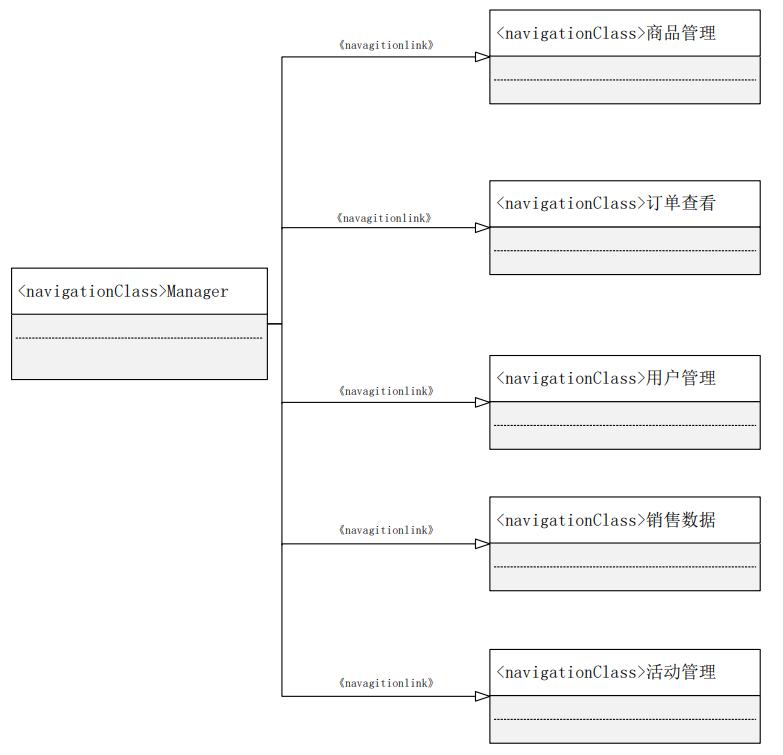 《navagitionlink》
<navigationClass>商品管理
《navagitionlink》
<navigationClass>订单查看
<navigationClass>Manager
《navagitionlink》
<navigationClass>用户管理
《navagitionlink》
<navigationClass>销售数据
《navagitionlink》
<navigationClass>活动管理